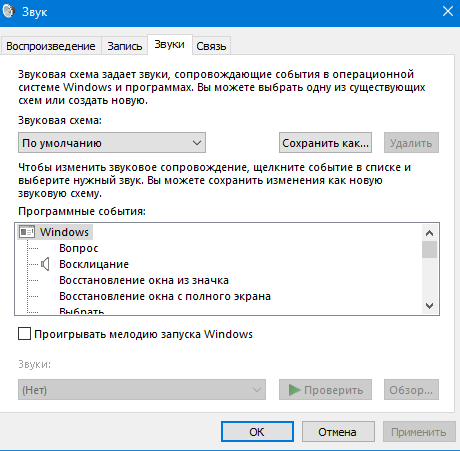 Звук
Воспроизведение Запись Звуки Связь
Звуковая схема задает звуки, сопровождающие события в операционной
системе Windows и программах. Вы можете выбрать одну из существующих
схем или создать новую.
Звуковая схема:
По умолчанию Сохранить как... Удалить
Чтобы изменить звуковое сопровождение, щелкните событие в списке и
выберите нужный звук. Вы можете сохранить изменения как новую
звуковую схему.
Программные события:
Windows
Вопрос
Восклицание
Восстановление окна из значка
Восстановление окна с полного экрана
Выбрать
Проигрывать мелодию запуска Windows
Звуки:
(Нет) Проверить Обзор...
ОК Отмена Применить